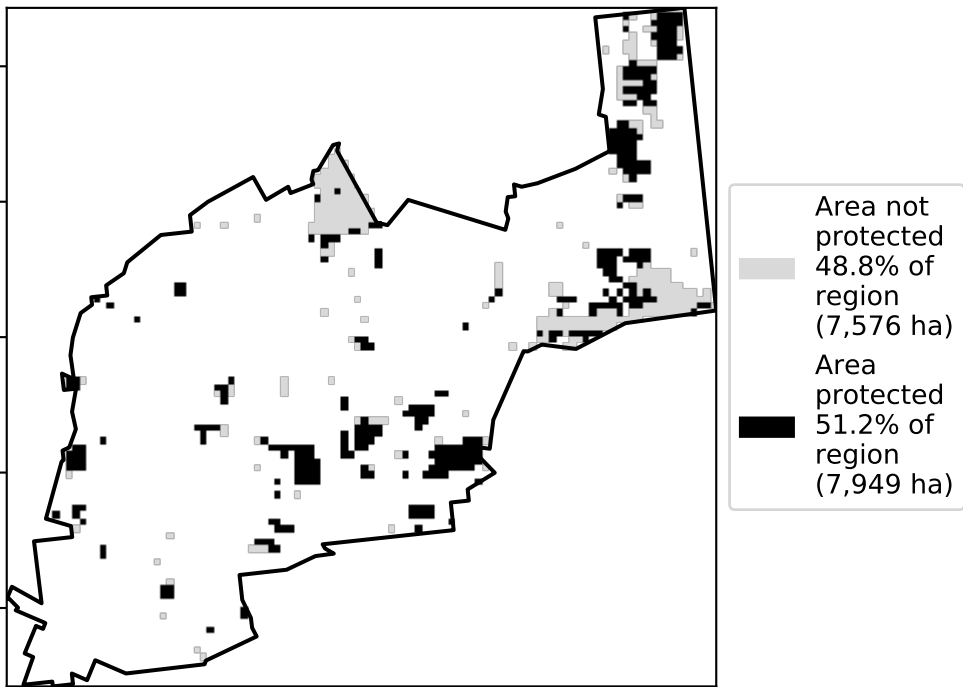 Area not
protected
48.8% of
region
(7,576 ha)
Area
protected
51.2% of
region
(7,949 ha)